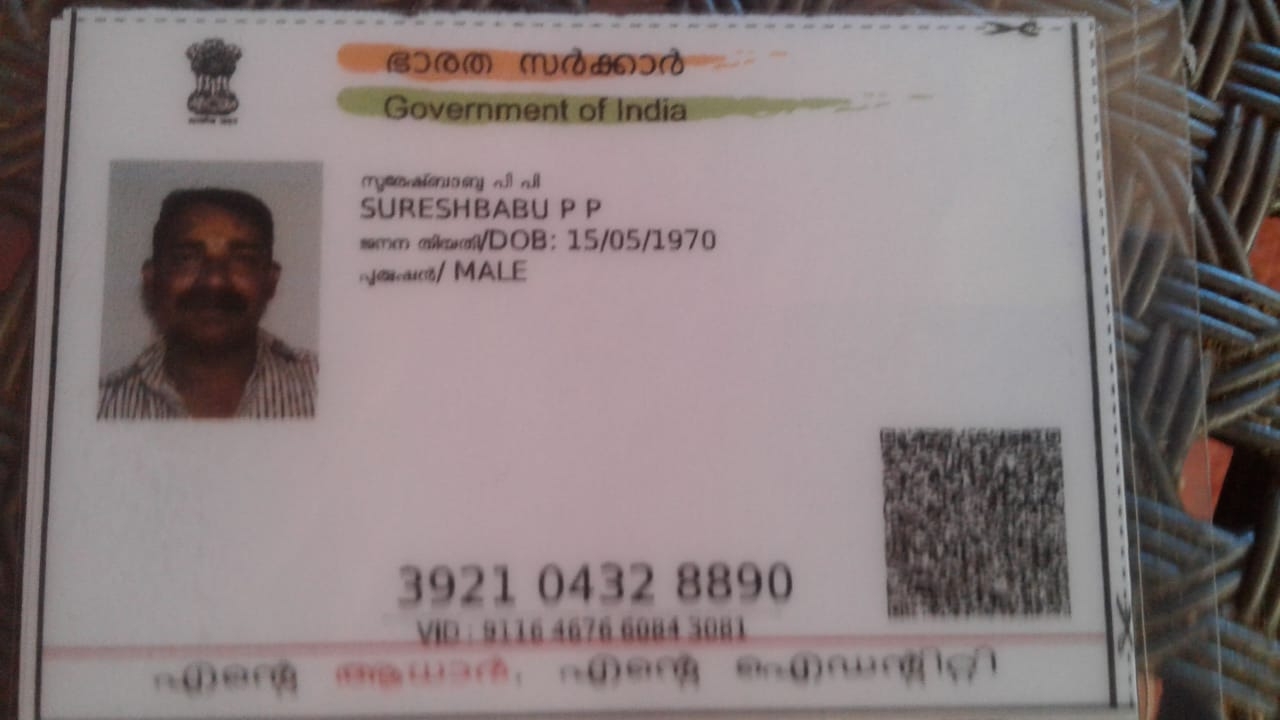 ഭാരത സർക്കാർ
Government of India
സുരേഷ്ബാബു പി പി
SURESHBABU P P
ജനന തിയതി/DOB: 15/05/1970
പുരുഷൻ/ MALE
3921 0432 8890
VID : 9116 4676 6084 3081
എന്റെ ആധാർ, എന്റെ ഐഡന്റിറ്റി